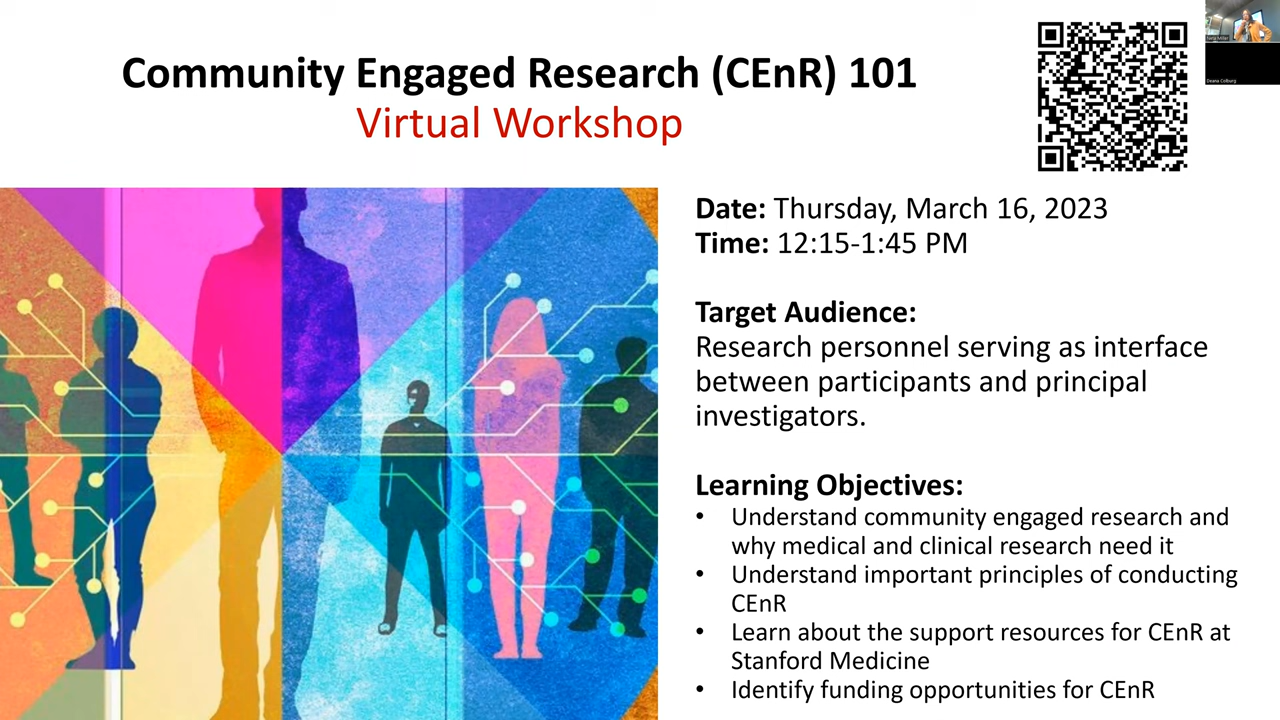 Community Engaged Research (CEnR) 101
Virtual Workshop
Date: Thursday, March 16, 2023
Time: 12:15-1:45 PM
Target Audience:
Research personnel serving as interface
between participants and principal
investigators.
Learning Objectives:
• Understand community engaged research and
why medical and clinical research need it
• Understand important principles of conducting
CEnR
• Learn about the support resources for CEnR at
Stanford Medicine
• Identify funding opportunities for CEnR
Deana Colburg